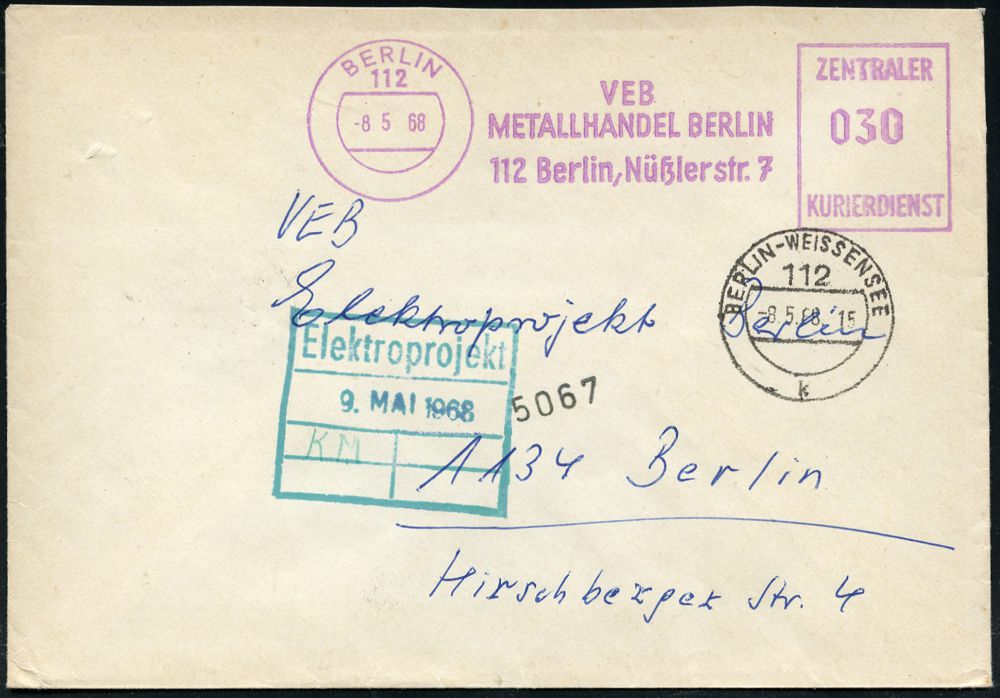 BERLIN
112
-8 5 68
VEB
METALLHANDEL BERLIN
112 Berlin, Nüßlerstr. 7
ZENTRALER
030
KURIERDIENST
BERLIN-WEISSENSEE
112
-8.5.68-15
k
VEB
Elektroprojekt Berlin
Elektroprojekt
9. MAI 1968
KM
5067
1134 Berlin
Hirschberger Str. 4